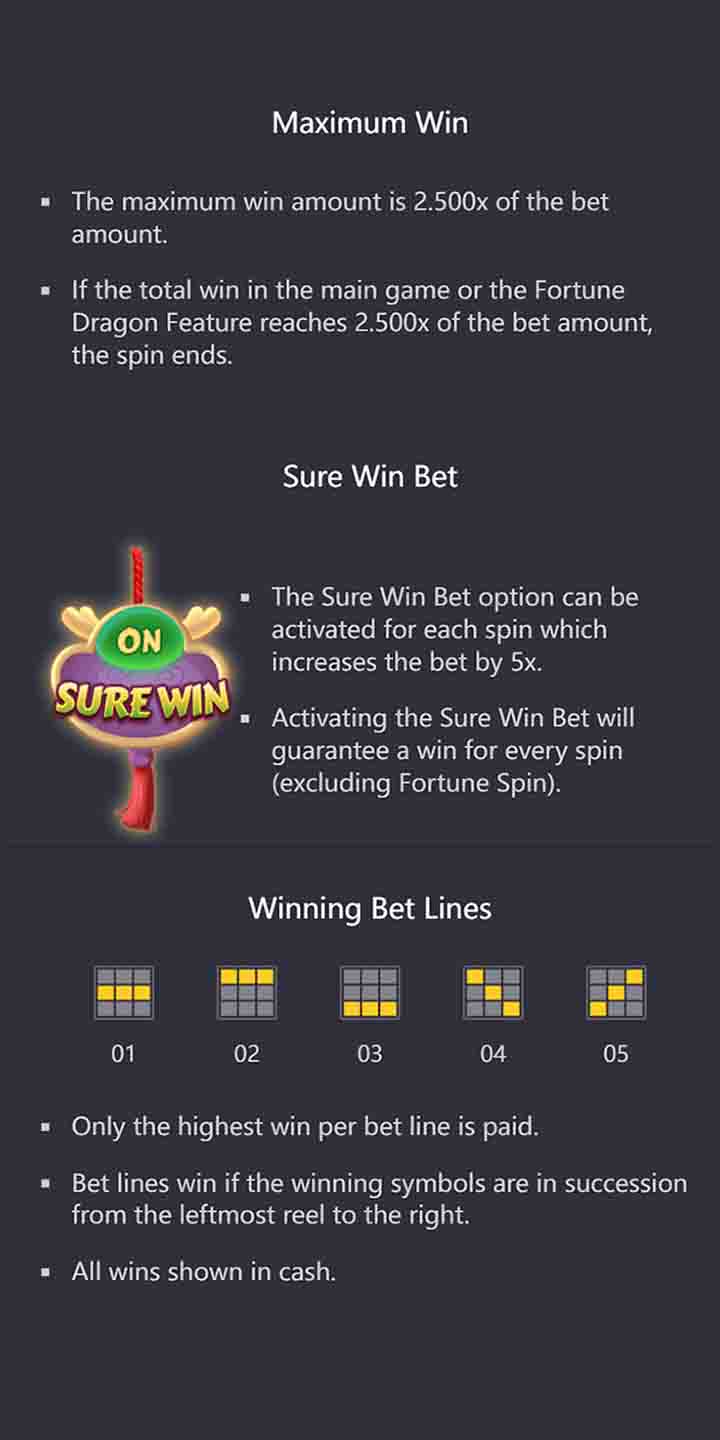 Maximum Win
▪ The maximum win amount is 2.500x of the bet
amount.
▪ If the total win in the main game or the Fortune
Dragon Feature reaches 2.500x of the bet amount,
the spin ends.
Sure Win Bet
ON
SURE WIN
▪ The Sure Win Bet option can be
activated for each spin which
increases the bet by 5x.
▪ Activating the Sure Win Bet will
guarantee a win for every spin
(excluding Fortune Spin).
Winning Bet Lines
01 02 03 04 05
▪ Only the highest win per bet line is paid.
▪ Bet lines win if the winning symbols are in succession
from the leftmost reel to the right.
▪ All wins shown in cash.